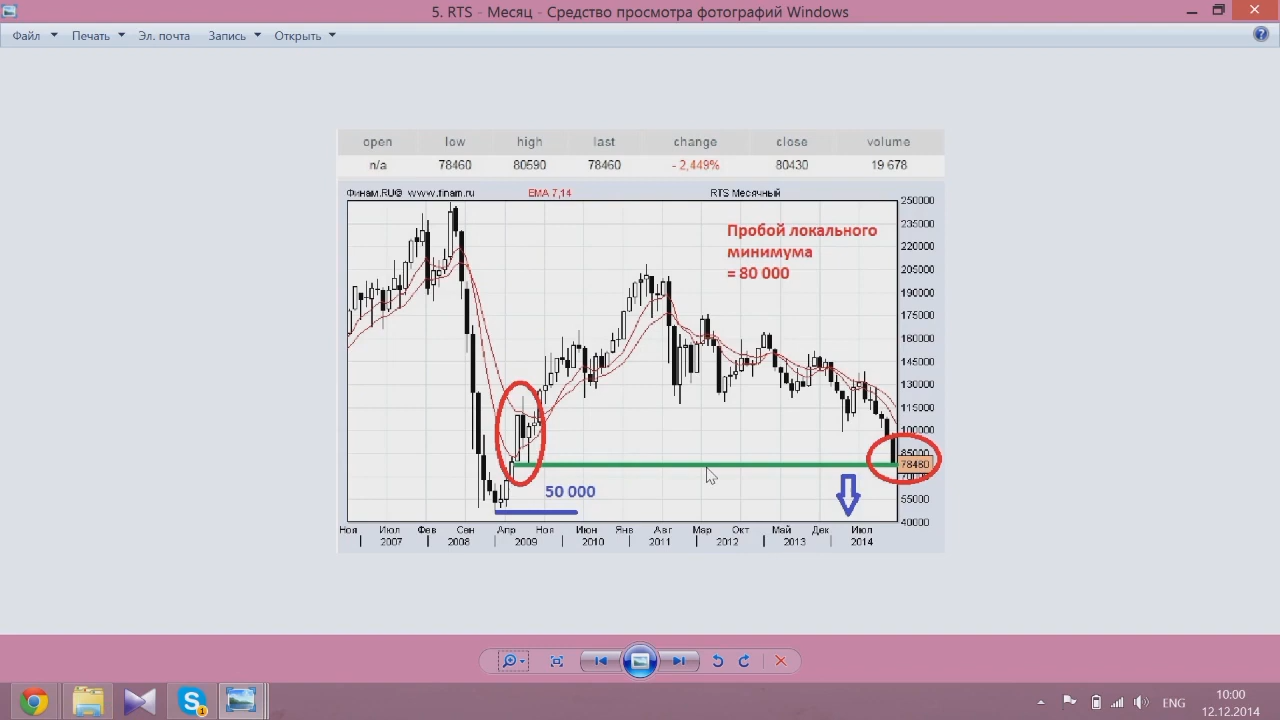 5. RTS - Месяц - Средство просмотра фотографий Windows
Файл Печать Эл. почта Запись Открыть
open low high last change close volume
n/a 78460 80590 78460 - 2,449% 80430 19 678
Финам.RU© www.finam.ru EMA 7,14 RTS Месячный
Пробой локального
минимума
= 80 000
250000
235000
220000
205000
190000
175000
160000
145000
130000
115000
100000
85000
78460
55000
40000
50 000
Ноя Июл Фев Сен Апр Ноя Июн Янв Авг Мар Окт Май Дек Июл
2007 2008 2009 2010 2011 2012 2013 2014
S 1
ENG
10:00
12.12.2014